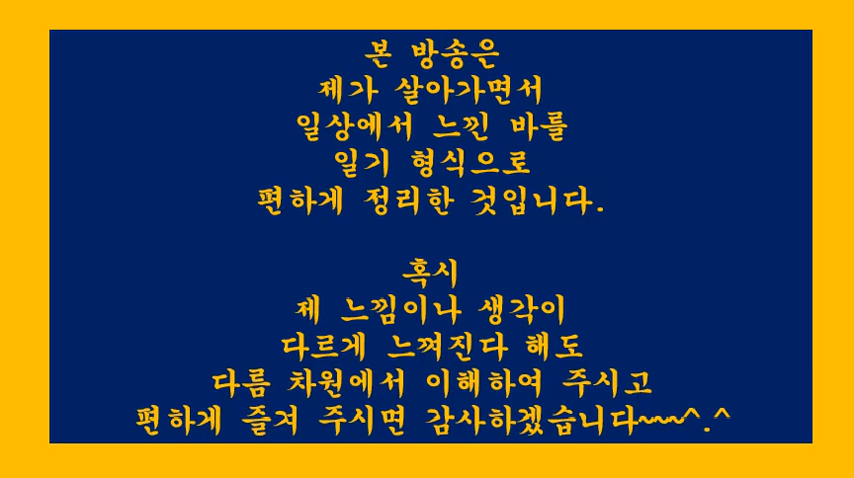 본 방송은
제가 살아가면서
일상에서 느낀 바를
일기 형식으로
편하게 정리한 것입니다.
혹시
제 느낌이나 생각이
다르게 느껴진다 해도
다름 차원에서 이해하여 주시고
편하게 즐겨 주시면 감사하겠습니다~~~^.^